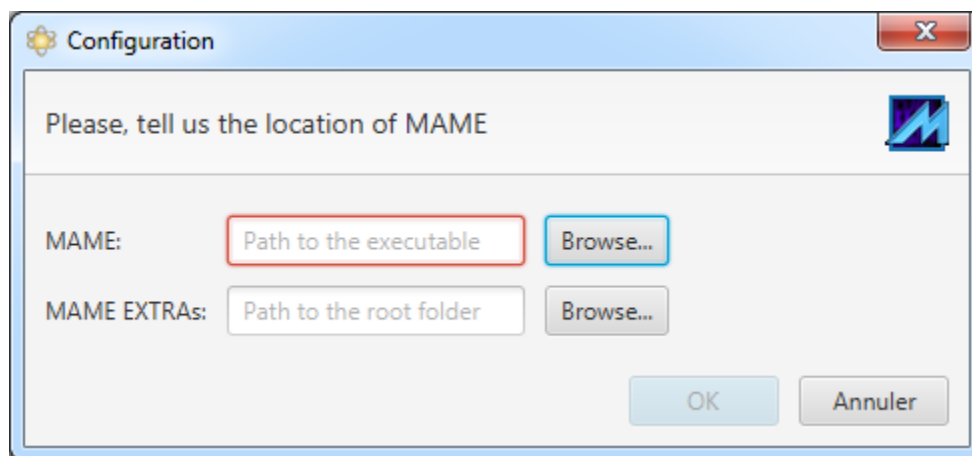 Configuration
Please, tell us the location of MAME
MAME: Path to the executable Browse...
MAME EXTRAs: Path to the root folder Browse...
OK Annuler